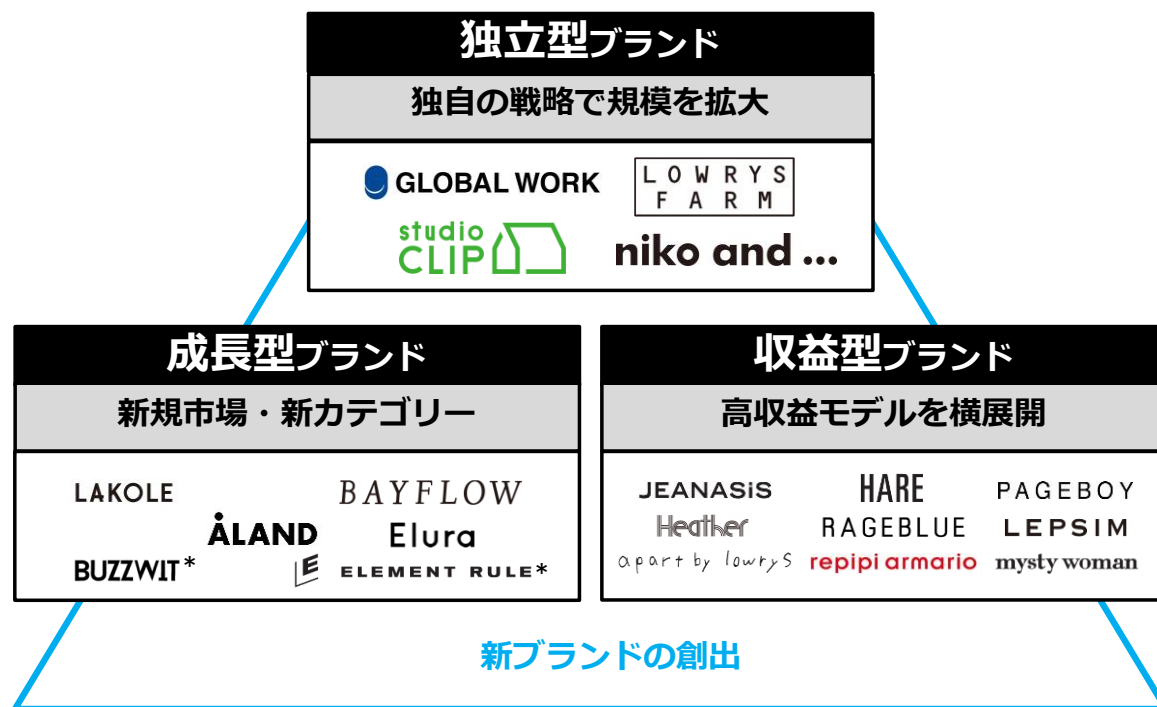 独立型ブランド
独自の戦略で規模を拡大
GLOBAL WORK
LOWRYS
FARM
studio
CLIP
niko and ...
成長型ブランド
新規市場・新カテゴリー
LAKOLE
BAYFLOW
ÅLAND
Elura
BUZZWIT*
LE ELEMENT RULE*
収益型ブランド
高収益モデルを横展開
JEANASiS
HARE
PAGEBOY
Heather
RAGEBLUE
LEPSIM
apart by lowrys
repipi armario
mysty woman
新ブランドの創出